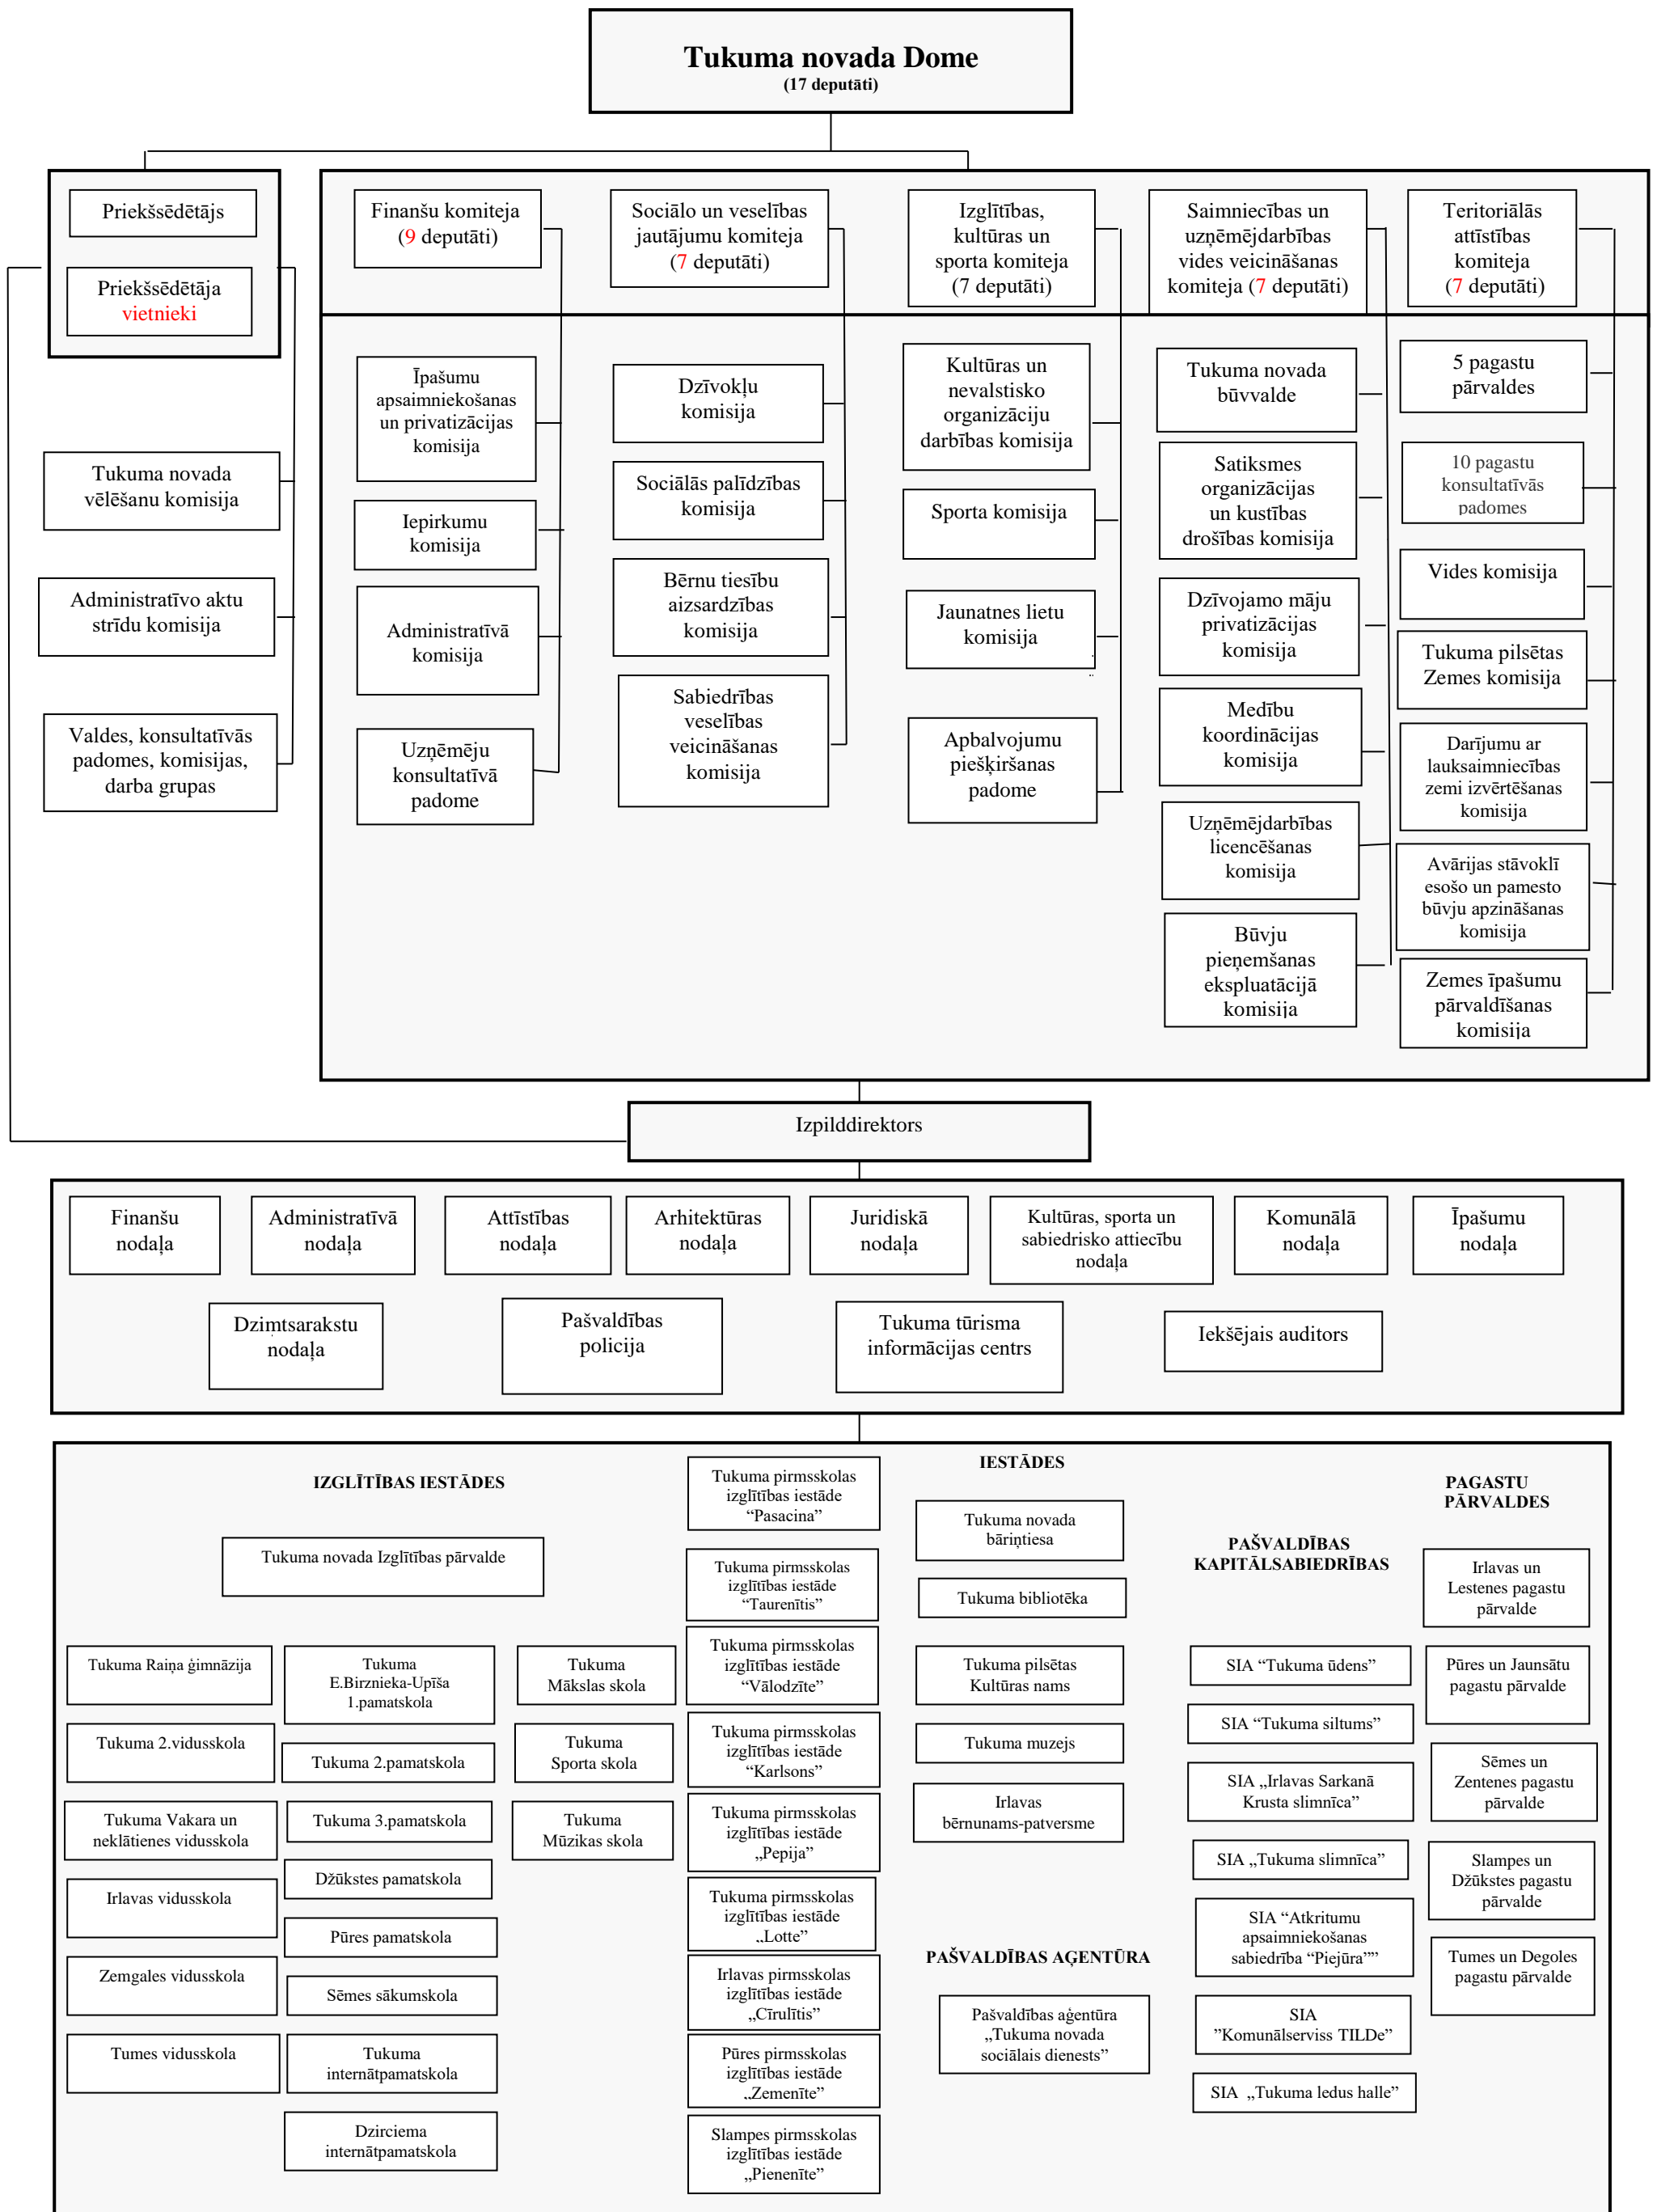 Tukuma novada Dome
(17 deputāti)
Priekšsēdētājs
Priekšsēdētāja
vietnieki
Tukuma novada
vēlēšanu komisija
Administratīvo aktu
strīdu komisija
Valdes, konsultatīvās
padomes, komisijas,
darba grupas
Finanšu komiteja
(9 deputāti)
Īpašumu
apsaimniekošanas
un privatizācijas
komisija
Iepirkumu
komisija
Administratīvā
komisija
Uzņēmēju
konsultatīvā
padome
Sociālo un veselības
jautājumu komiteja
(7 deputāti)
Dzīvokļu
komisija
Sociālās palīdzības
komisija
Bērnu tiesību
aizsardzības
komisija
Sabiedrības
veselības
veicināšanas
komisija
Izglītības,
kultūras un
sporta komiteja
(7 deputāti)
Kultūras un
nevalstisko
organizāciju
darbības komisija
Sporta komisija
Jaunatnes lietu
komisija
Apbalvojumu
piešķiršanas
padome
Saimniecības un
uzņēmējdarbības
vides veicināšanas
komiteja (7 deputāti)
Tukuma novada
būvvalde
Satiksmes
organizācijas
un kustības
drošības komisija
Dzīvojamo māju
privatizācijas
komisija
Medību
koordinācijas
komisija
Uzņēmējdarbības
licencēšanas
komisija
Būvju
pieņemšanas
ekspluatācijā
komisija
Teritoriālās
attīstības
komiteja
(7 deputāti)
5 pagastu
pārvaldes
10 pagastu
konsultatīvās
padomes
Vides komisija
Tukuma pilsētas
Zemes komisija
Darījumu ar
lauksaimniecības
zemi izvērtēšanas
komisija
Avārijas stāvoklī
esošo un pamesto
būvju apzināšanas
komisija
Zemes īpašumu
pārvaldīšanas
komisija
Izpilddirektors
Finanšu
nodaļa
Administratīvā
nodaļa
Attīstības
nodaļa
Arhitektūras
nodaļa
Juridiskā
nodaļa
Kultūras, sporta un
sabiedrisko attiecību
nodaļa
Komunālā
nodaļa
Īpašumu
nodaļa
Dzimtsarakstu
nodaļa
Pašvaldības
policija
Tukuma tūrisma
informācijas centrs
Iekšējais auditors
IZGLĪTĪBAS IESTĀDES
Tukuma novada Izglītības pārvalde
Tukuma Raiņa ģimnāzija
Tukuma 2.vidusskola
Tukuma Vakara un
neklātienes vidusskola
Irlavas vidusskola
Zemgales vidusskola
Tumes vidusskola
Tukuma
E.Birznieka-Upīša
1.pamatskola
Tukuma 2.pamatskola
Tukuma 3.pamatskola
Džūkstes pamatskola
Pūres pamatskola
Sēmes sākumskola
Tukuma
internātpamatskola
Dzirciema
internātpamatskola
Tukuma
Mākslas skola
Tukuma
Sporta skola
Tukuma
Mūzikas skola
Tukuma pirmsskolas
izglītības iestāde
“Pasacina”
Tukuma pirmsskolas
izglītības iestāde
“Taurenītis”
Tukuma pirmsskolas
izglītības iestāde
“Vālodzīte”
Tukuma pirmsskolas
izglītības iestāde
“Karlsons”
Tukuma pirmsskolas
izglītības iestāde
„Pepija”
Tukuma pirmsskolas
izglītības iestāde
„Lotte”
Irlavas pirmsskolas
izglītības iestāde
„Cīrulītis”
Pūres pirmsskolas
izglītības iestāde
„Zemenīte”
Slampes pirmsskolas
izglītības iestāde
„Pienenīte”
IESTĀDES
Tukuma novada
bāriņtiesa
Tukuma bibliotēka
Tukuma pilsētas
Kultūras nams
Tukuma muzejs
Irlavas
bērnunams-patversme
PAŠVALDĪBAS AĢENTŪRA
Pašvaldības aģentūra
„Tukuma novada
sociālais dienests”
PAŠVALDĪBAS
KAPITĀLSABIEDRĪBAS
SIA “Tukuma ūdens”
SIA “Tukuma siltums”
SIA „Irlavas Sarkanā
Krusta slimnīca”
SIA „Tukuma slimnīca”
SIA “Atkritumu
apsaimniekošanas
sabiedrība “Piejūra””
SIA
”Komunālserviss TILDe”
SIA „Tukuma ledus halle”
PAGASTU
PĀRVALDES
Irlavas un
Lestenes pagastu
pārvalde
Pūres un Jaunsātu
pagastu pārvalde
Sēmes un
Zentenes pagastu
pārvalde
Slampes un
Džūkstes pagastu
pārvalde
Tumes un Degoles
pagastu pārvalde